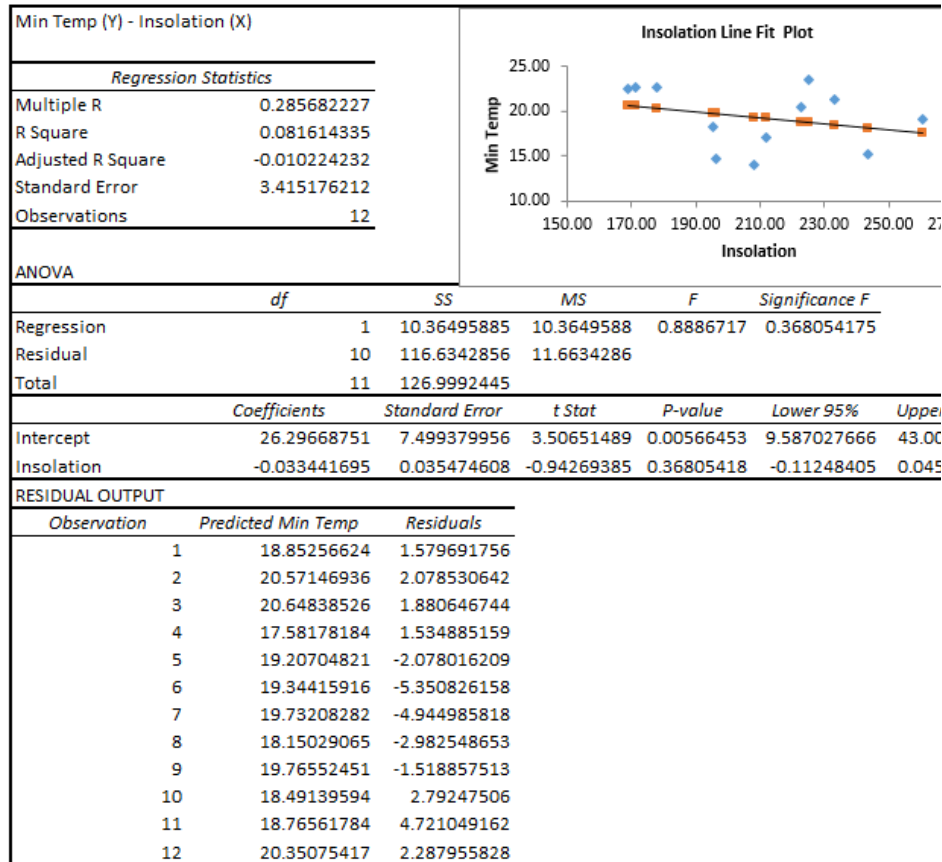 Min Temp (Y) - Insolation (X)
Insolation Line Fit Plot
25.00
20.00
15.00
10.00
Min Temp
150.00 170.00 190.00 210.00 230.00 250.00 27
Insolation
Regression Statistics
Multiple R 0.285682227
R Square 0.081614335
Adjusted R Square -0.010224232
Standard Error 3.415176212
Observations 12
ANOVA
df SS MS F Significance F
Regression 1 10.36495885 10.3649588 0.8886717 0.368054175
Residual 10 116.6342856 11.6634286
Total 11 126.9992445
Coefficients Standard Error t Stat P-value Lower 95% Upper
Intercept 26.29668751 7.499379956 3.50651489 0.00566453 9.587027666 43.00
Insolation -0.033441695 0.035474608 -0.94269385 0.36805418 -0.11248405 0.045
RESIDUAL OUTPUT
Observation Predicted Min Temp Residuals
1 18.85256624 1.579691756
2 20.57146936 2.078530642
3 20.64838526 1.880646744
4 17.58178184 1.534885159
5 19.20704821 -2.078016209
6 19.34415916 -5.350826158
7 19.73208282 -4.944985818
8 18.15029065 -2.982548653
9 19.76552451 -1.518857513
10 18.49139594 2.79247506
11 18.76561784 4.721049162
12 20.35075417 2.287955828